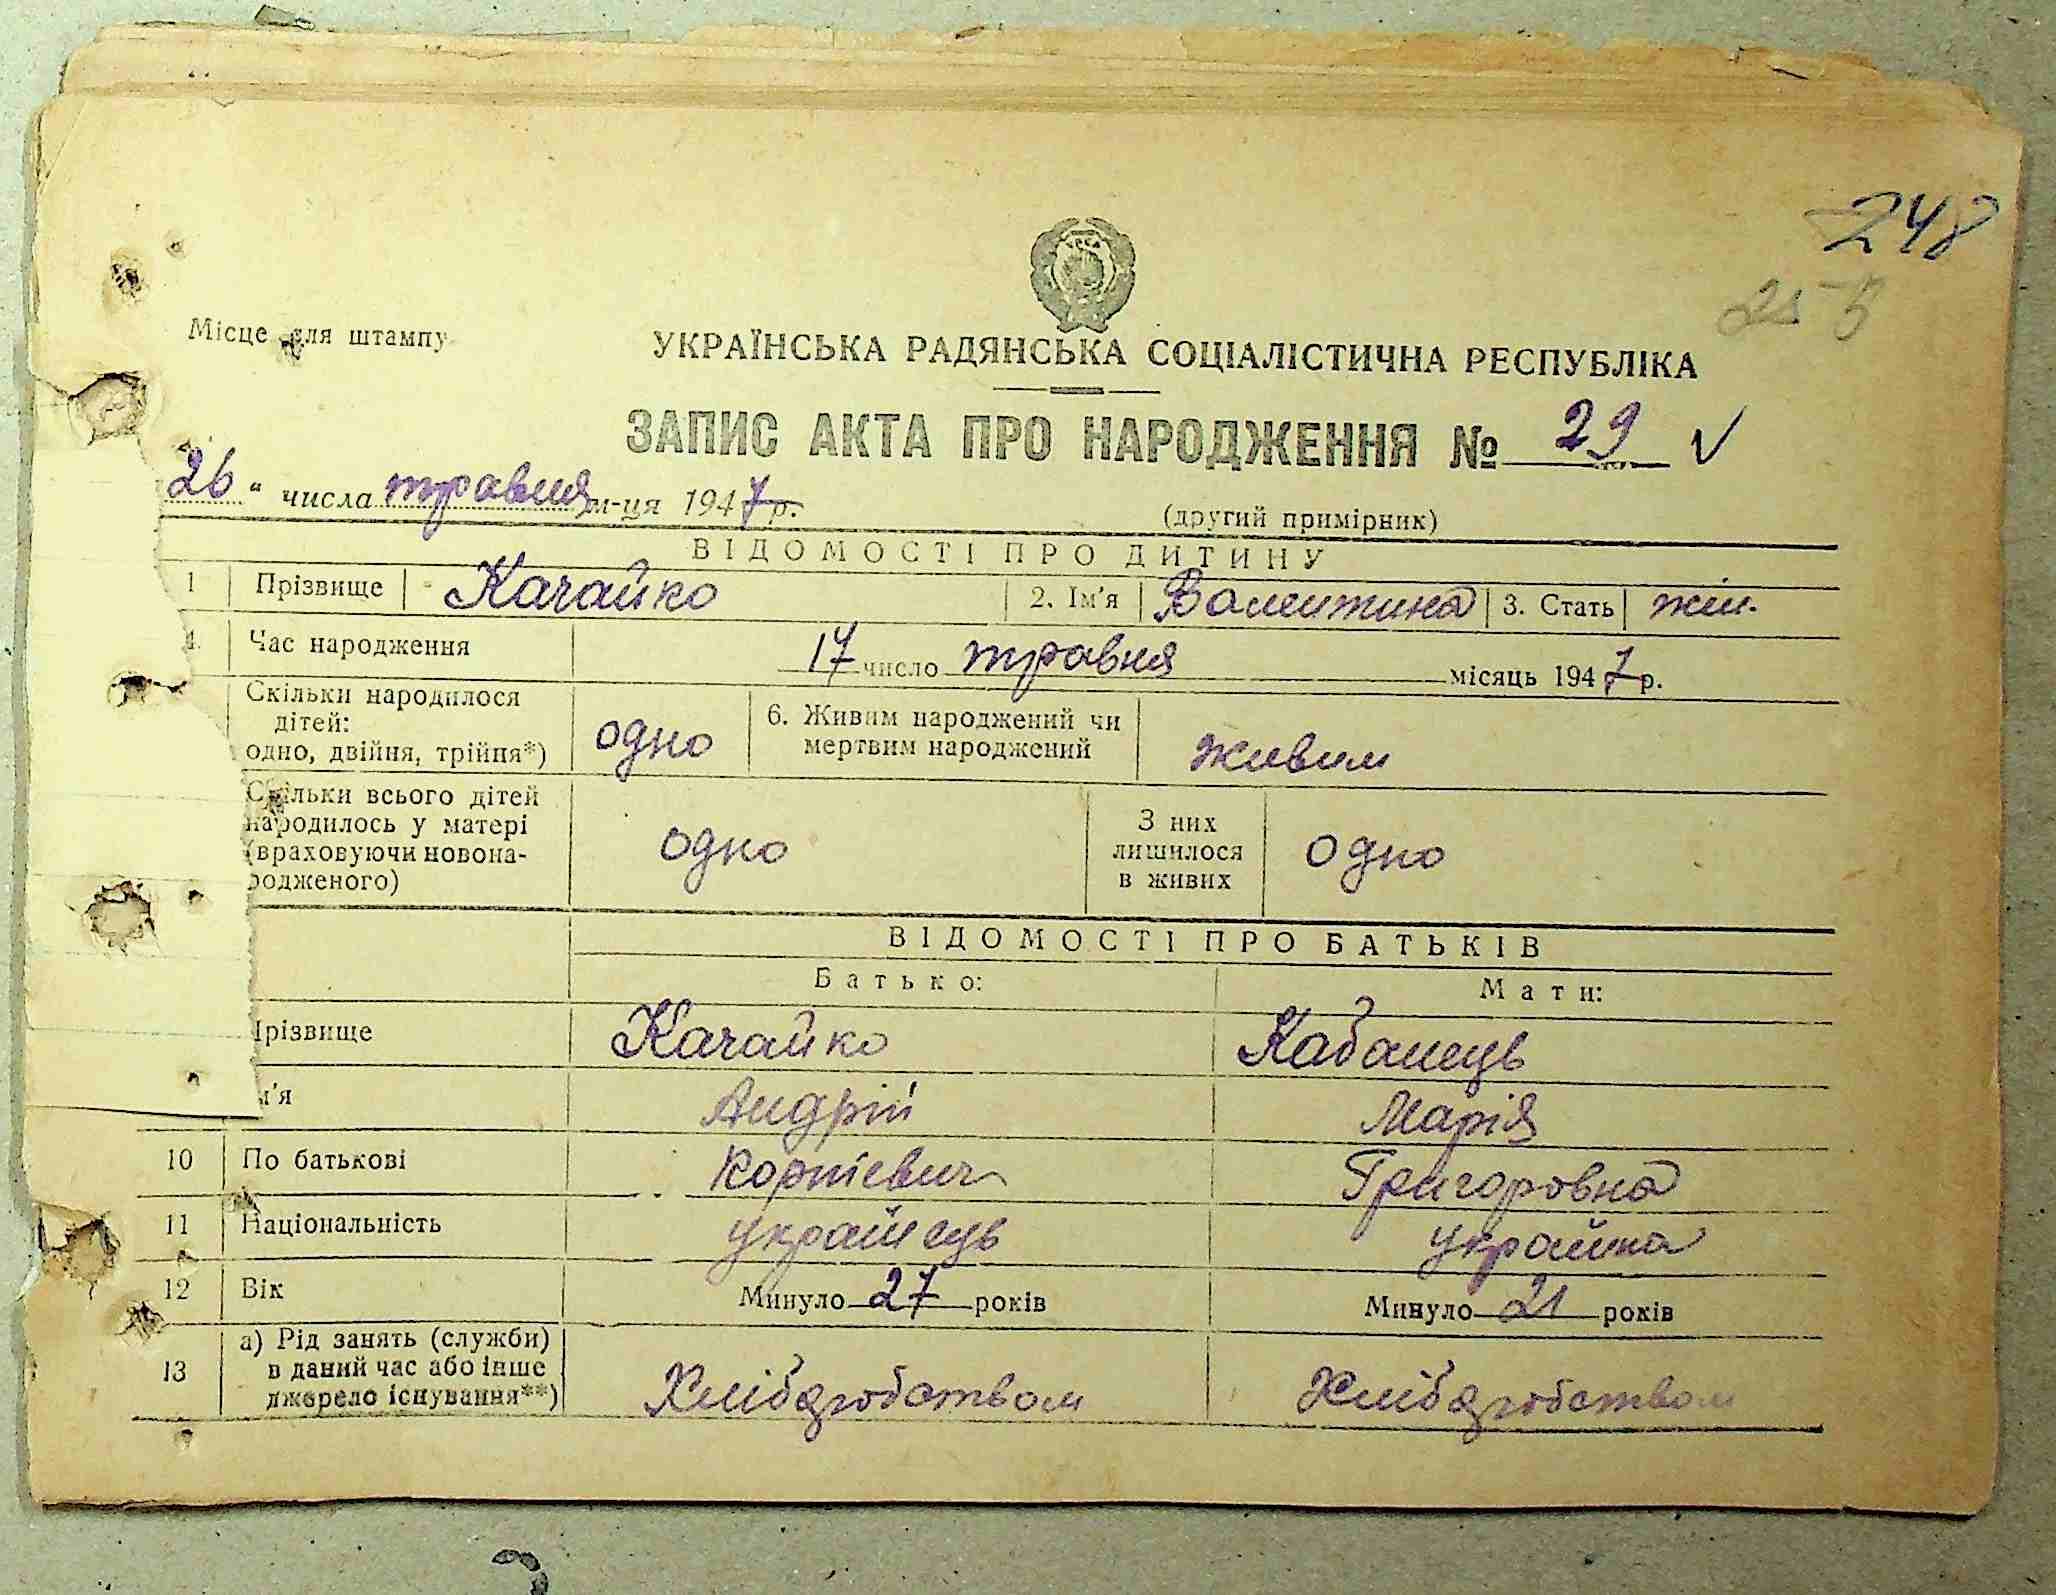 248
Місце для штампу
УКРАЇНСЬКА РАДЯНСЬКА СОЦІАЛІСТИЧНА РЕСПУБЛІКА
ЗАПИС АКТА ПРО НАРОДЖЕННЯ № 29 V
26 " числа травня м-ця 1947 р.
(другий примірник)
ВІДОМОСТІ ПРО ДИТИНУ
1 Прізвище Качайко 2. Ім'я Валентина 3. Стать жін.
4. Час народження 17 число травня місяць 1947 р.
Скільки народилося
дітей:
одно, двійня, трійня*) одно 6. Живим народжений чи
мертвим народжений живим
Скільки всього дітей
народилось у матері
(враховуючи новона-
родженого) одно З них
лишилося
в живих одно
ВІДОМОСТІ ПРО БАТЬКІВ
Батько: Мати:
Прізвище Качайко Кабанець
м'я Андрій Марія
10 По батькові Корнієвич Григоровна
11 Національність українець українка
12 Вік Минуло 27 років Минуло 21 років
13 а) Рід занять (служби)
в даний час або інше
джерело існування**)